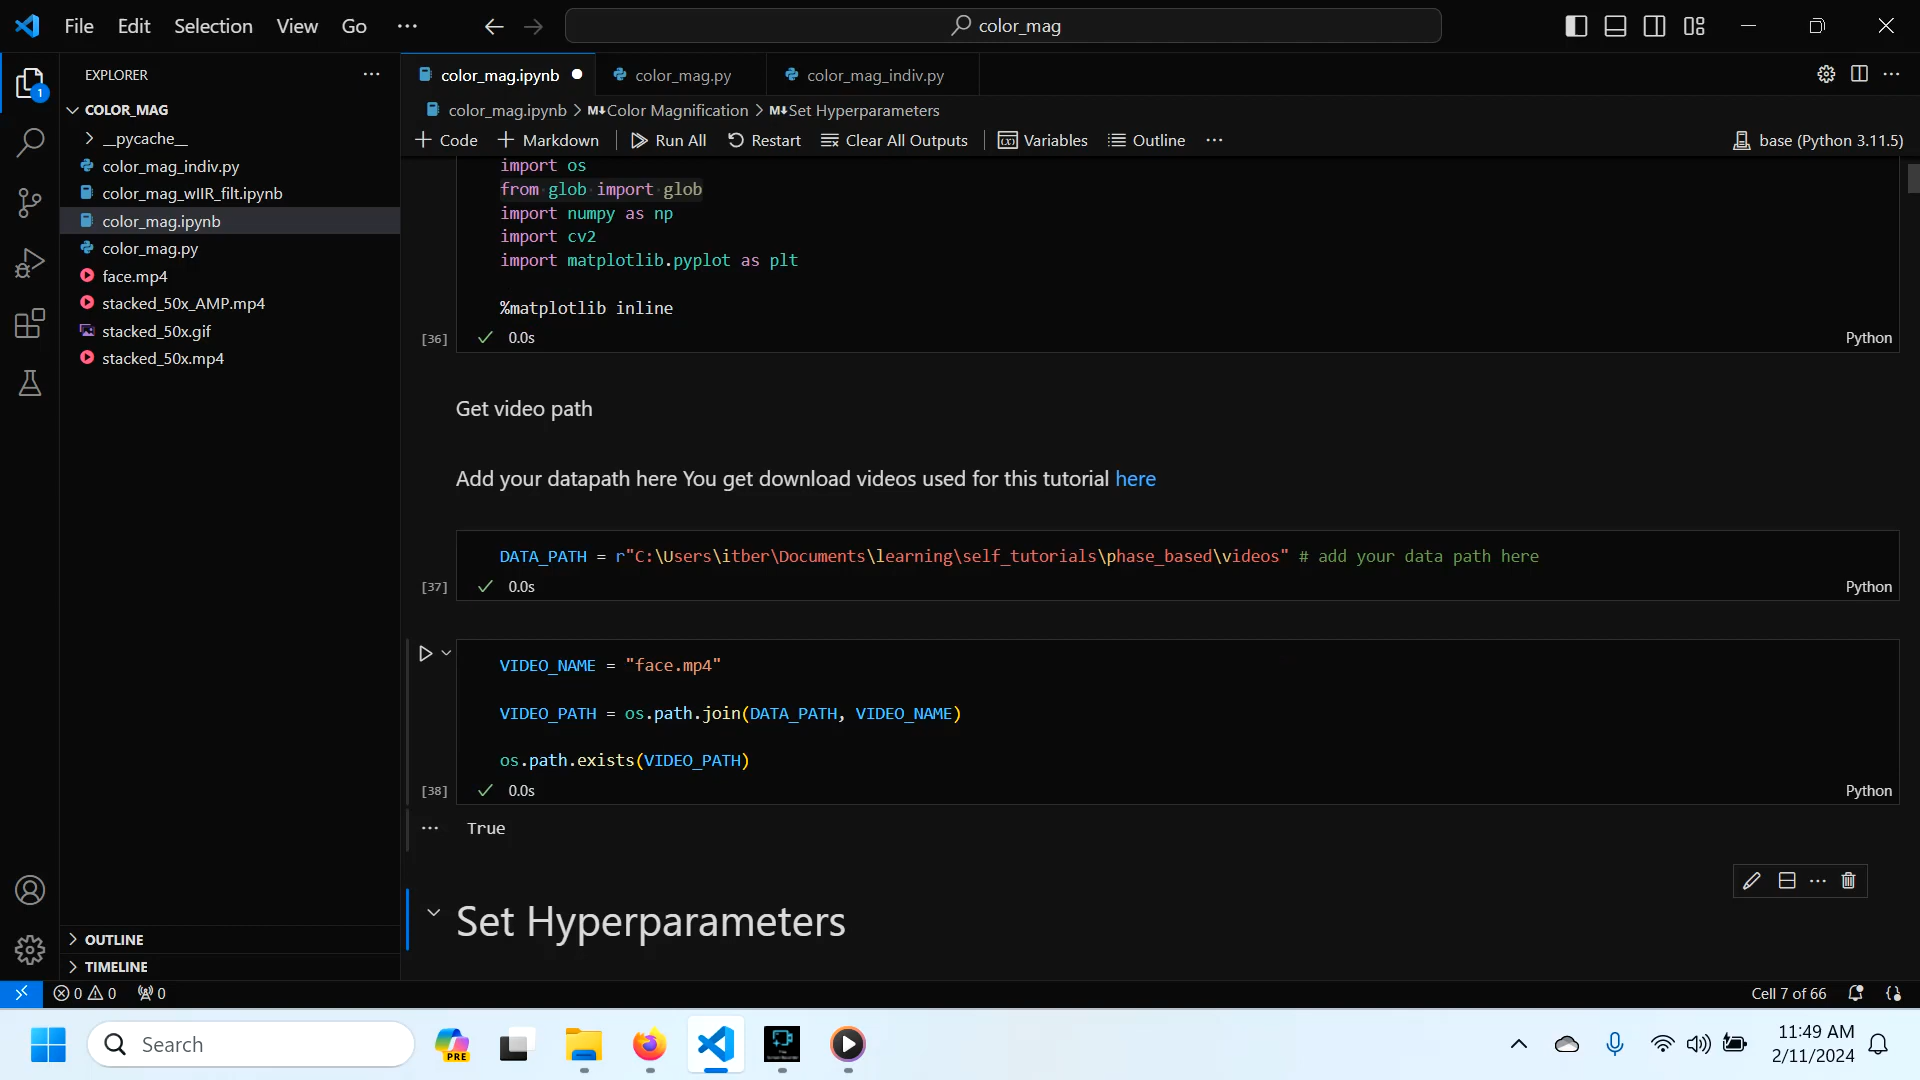 File Edit Selection View Go ···
color_mag
EXPLORER
color_mag.ipynb
color_mag.py
color_mag_indiv.py
COLOR_MAG
__pycache__
color_mag_indiv.py
color_mag_wIIR_filt.ipynb
color_mag.ipynb
color_mag.py
face.mp4
stacked_50x_AMP.mp4
stacked_50x.gif
stacked_50x.mp4
OUTLINE
TIMELINE
color_mag.ipynb > M↓Color Magnification > M↓Set Hyperparameters
+ Code + Markdown Run All Restart Clear All Outputs Variables Outline ··· base (Python 3.11.5)
import os
from glob import glob
import numpy as np
import cv2
import matplotlib.pyplot as plt
%matplotlib inline
[36] 0.0s Python
Get video path
Add your datapath here You get download videos used for this tutorial here
DATA_PATH = r"C:\Users\itber\Documents\learning\self_tutorials\phase_based\videos" # add your data path here
[37] 0.0s Python
VIDEO_NAME = "face.mp4"
VIDEO_PATH = os.path.join(DATA_PATH, VIDEO_NAME)
os.path.exists(VIDEO_PATH)
[38] 0.0s Python
True
Set Hyperparameters
0 0 0 Cell 7 of 66
Search
PRE
11:49 AM
2/11/2024